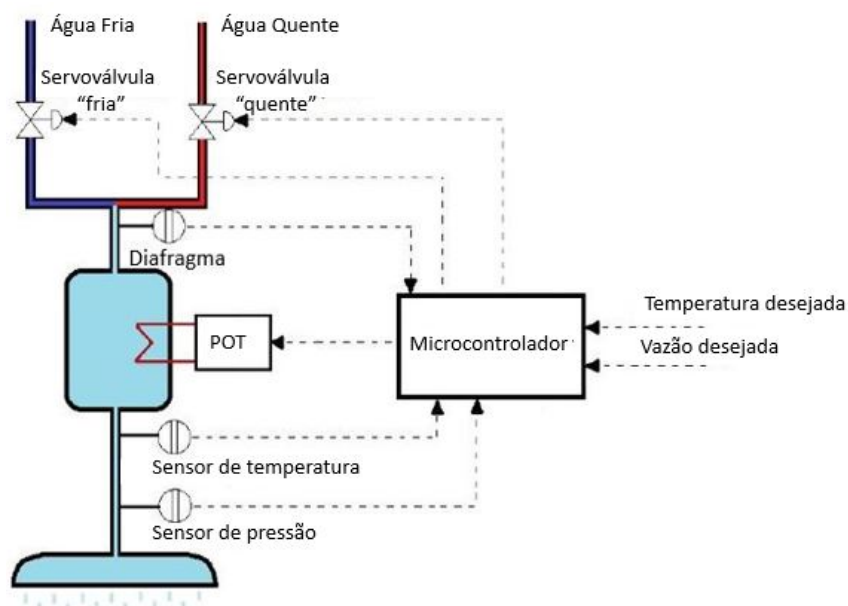 Água Fria
Água Quente
Servoválvula
"fria"
Servoválvula
"quente"
Diafragma
POT
Microcontrolador
Temperatura desejada
Vazão desejada
Sensor de temperatura
Sensor de pressão